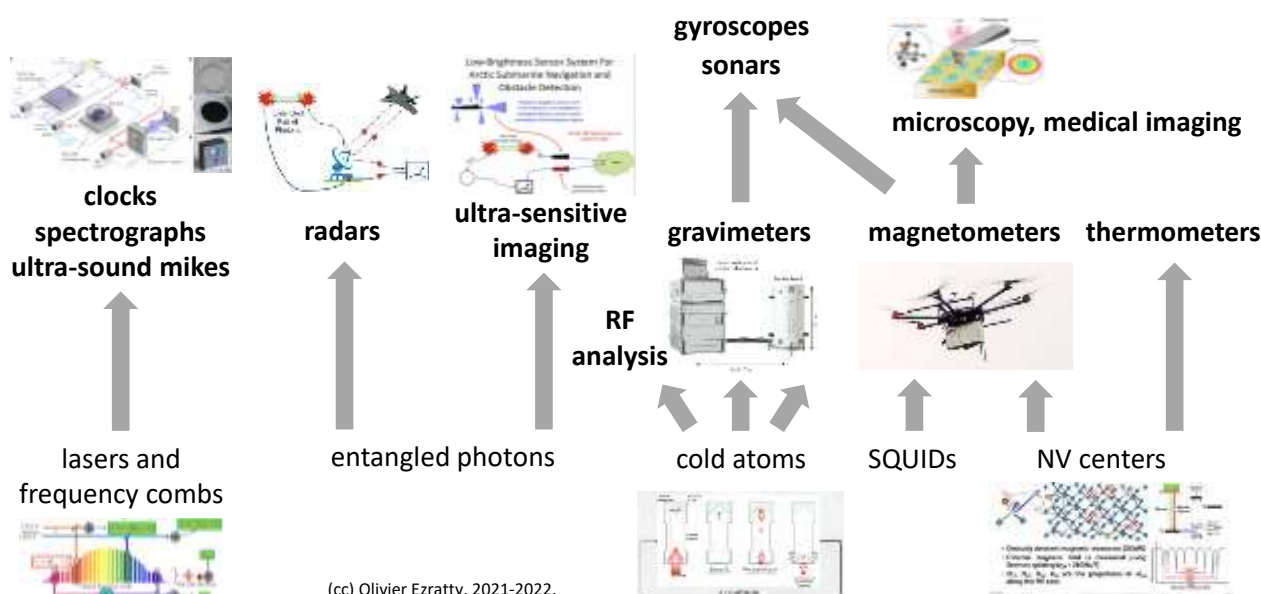 gyroscopes
sonars
Low-Brightness Sensor System For
Arctic Submarine Navigation and
Obstacle Detection
microscopy, medical imaging
clocks
spectrographs
ultra-sound mikes
radars
ultra-sensitive
imaging
gravimeters
magnetometers
thermometers
RF
analysis
lasers and
frequency combs
entangled photons
cold atoms
SQUIDs
NV centers
(cc) Olivier Ezratty, 2021-2022.